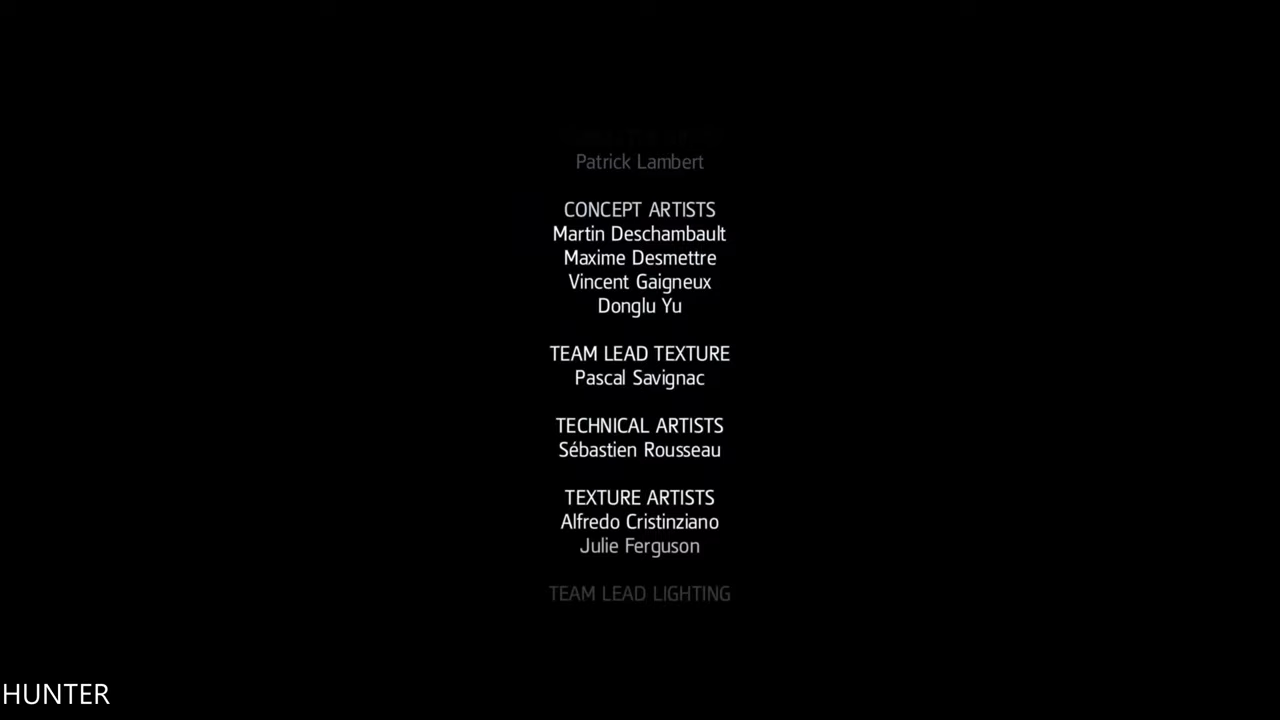 Patrick Lambert
CONCEPT ARTISTS
Martin Deschambault
Maxime Desmettre
Vincent Gaigneux
Donglu Yu
TEAM LEAD TEXTURE
Pascal Savignac
TECHNICAL ARTISTS
Sébastien Rousseau
TEXTURE ARTISTS
Alfredo Cristinziano
Julie Ferguson
TEAM LEAD LIGHTING
HUNTER